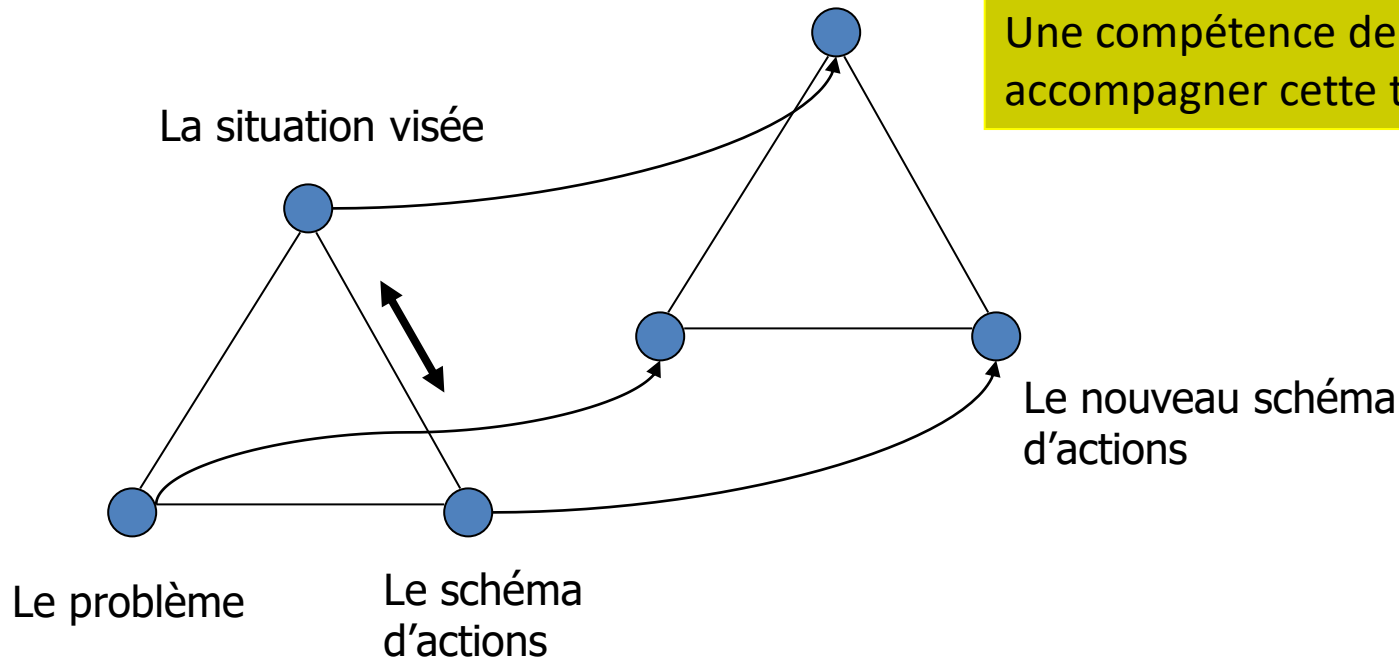 Une compétence de
accompagner cette
La situation visée
Le nouveau schéma
d’actions
Le problème
Le schéma
d’actions